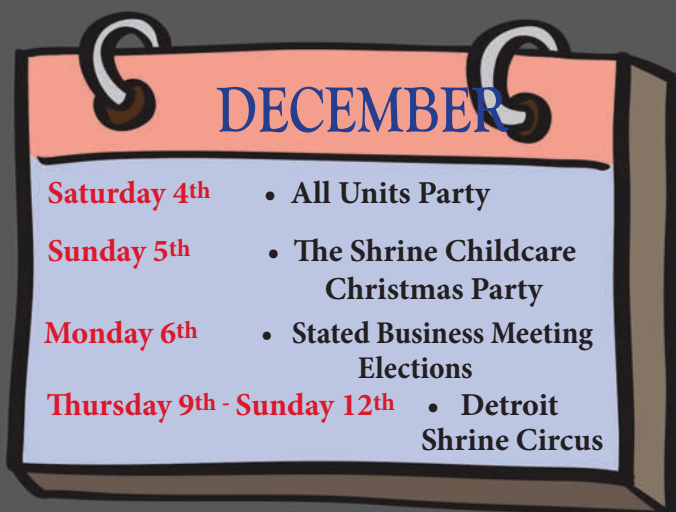 DECEMBER
Saturday 4th • All Units Party
Sunday 5th • The Shrine Childcare
Christmas Party
Monday 6th • Stated Business Meeting
Elections
Thursday 9th - Sunday 12th • Detroit
Shrine Circus